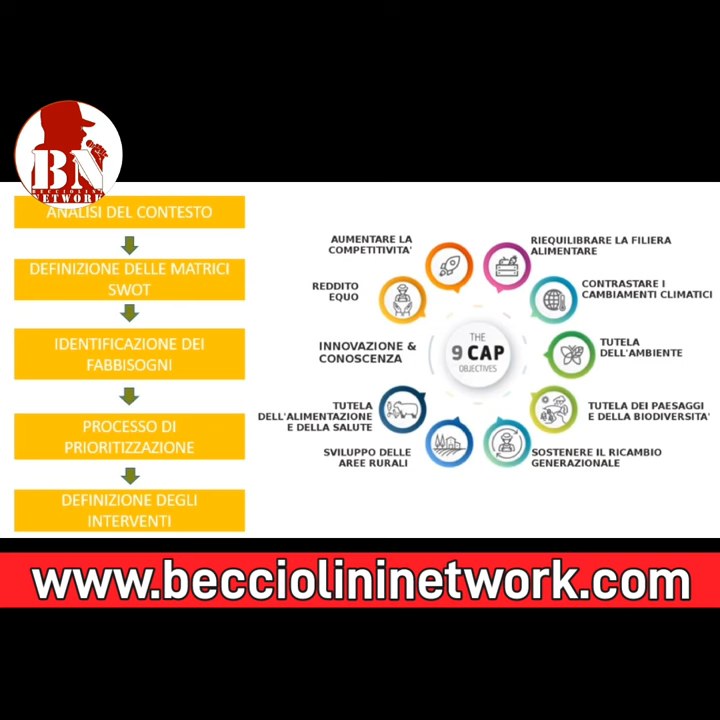 BN
BECCIOLINI
NETWORK
ANALISI DEL CONTESTO
DEFINIZIONE DELLE MATRICI
SWOT
IDENTIFICAZIONE DEI
FABBISOGNI
PROCESSO DI
PRIORITIZZAZIONE
DEFINIZIONE DEGLI
INTERVENTI
AUMENTARE LA
COMPETITIVITA'
RIEQUILIBRARE LA FILIERA
ALIMENTARE
REDDITO
EQUO
CONTRASTARE I
CAMBIAMENTI CLIMATICI
INNOVAZIONE &
CONOSCENZA
THE
9 CAP
OBJECTIVES
TUTELA
DELL'AMBIENTE
TUTELA
DELL'ALIMENTAZIONE
E DELLA SALUTE
TUTELA DEI PAESAGGI
E DELLA BIODIVERSITA'
SVILUPPO DELLE
AREE RURALI
SOSTENERE IL RICAMBIO
GENERAZIONALE
www.becciolininetwork.com